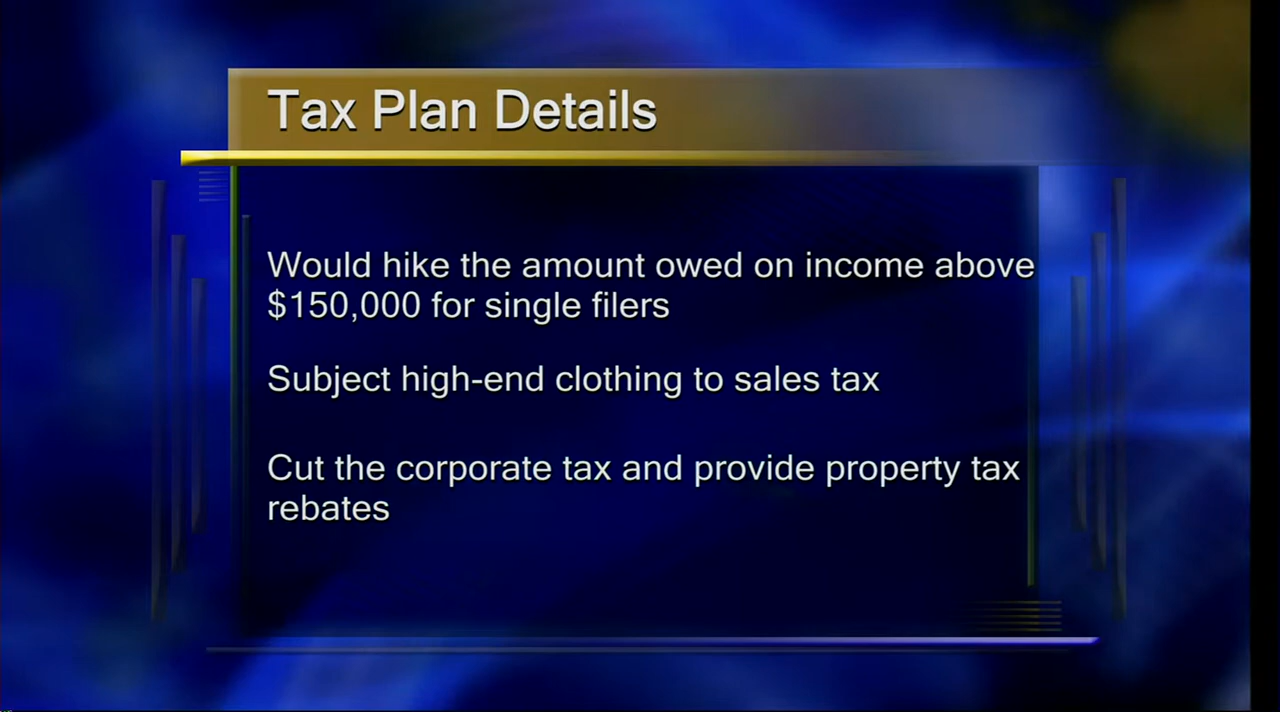 Tax Plan Details
Would hike the amount owed on income above
$150,000 for single filers
Subject high-end clothing to sales tax
Cut the corporate tax and provide property tax
rebates